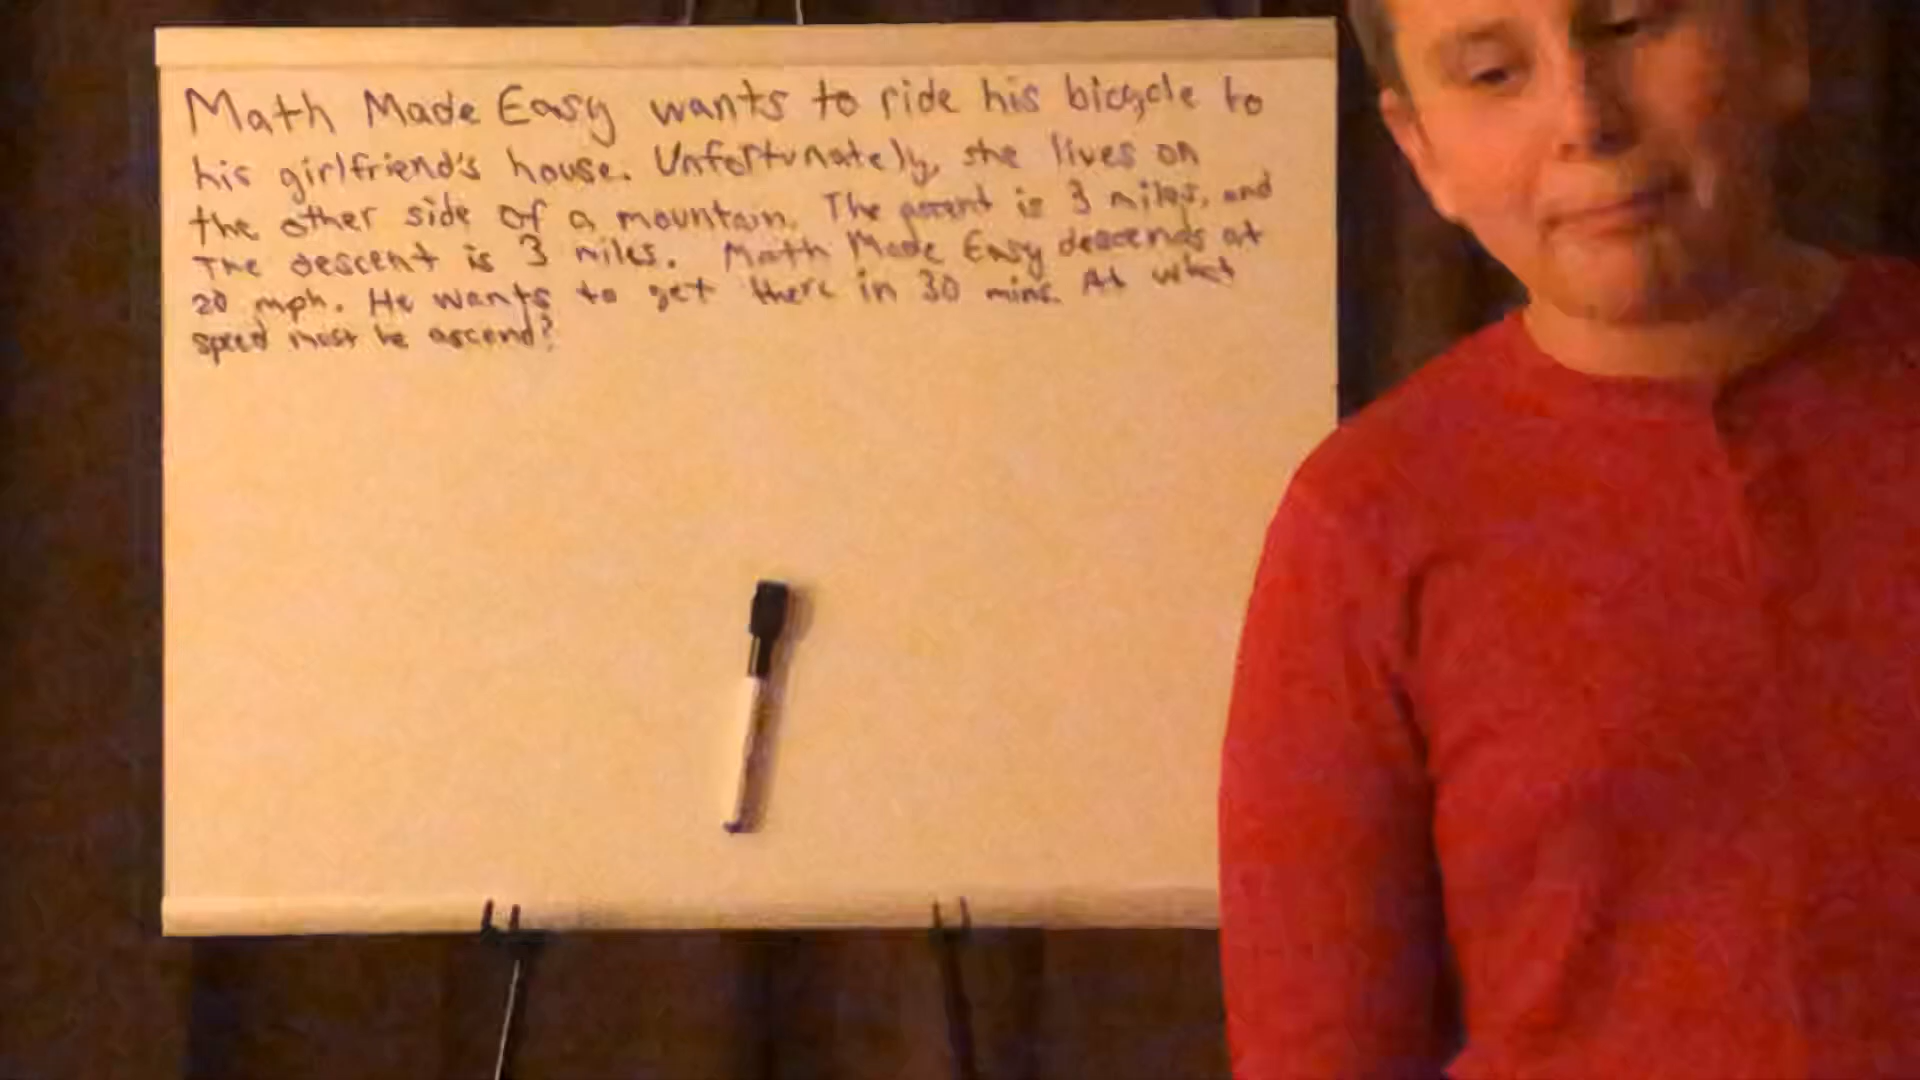 Math Made Easy wants to ride his bicycle to
his girlfriend's house. Unfortunately, she lives on
the other side of a mountain. The ascent is 3 miles, and
The descent is 3 miles. Math Made Easy descends at
20 mph. He wants to get there in 30 mins. At what
speed must he ascend?